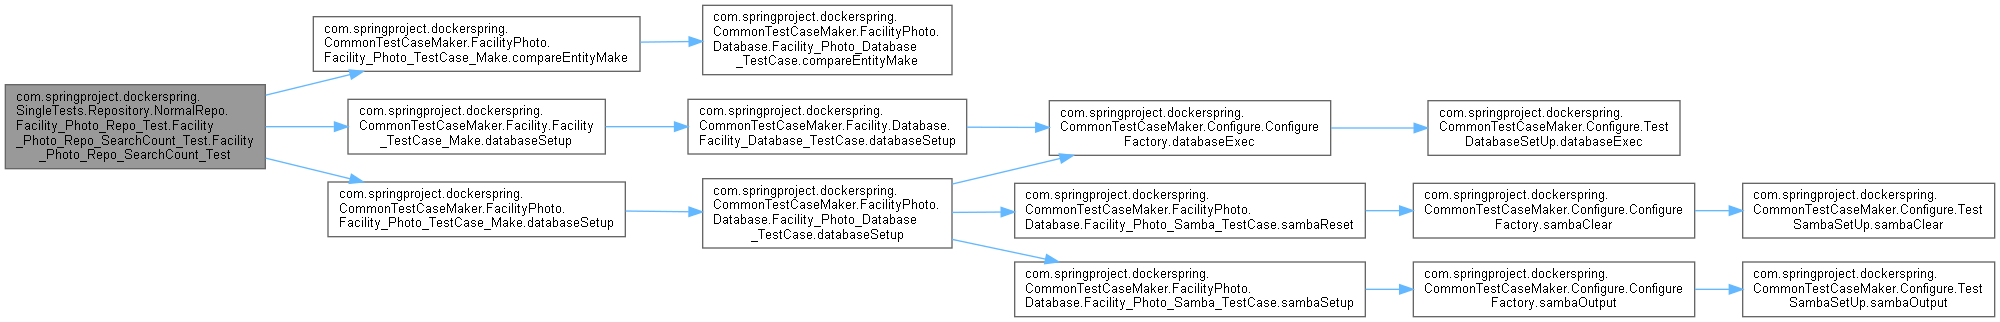 com.springproject.dockerspring.
SingleTests.Repository.NormalRepo.
Facility_Photo_Repo_Test.Facility
_Photo_Repo_SearchCount_Test.Facility
_Photo_Repo_SearchCount_Test
com.springproject.dockerspring.
CommonTestCaseMaker.FacilityPhoto.
Facility_Photo_TestCase_Make.compareEntityMake
com.springproject.dockerspring.
CommonTestCaseMaker.FacilityPhoto.
Database.Facility_Photo_Database
_TestCase.compareEntityMake
com.springproject.dockerspring.
CommonTestCaseMaker.Facility.Facility
_TestCase_Make.databaseSetup
com.springproject.dockerspring.
CommonTestCaseMaker.Facility.Database.
Facility_Database_TestCase.databaseSetup
com.springproject.dockerspring.
CommonTestCaseMaker.Configure.Configure
Factory.databaseExec
com.springproject.dockerspring.
CommonTestCaseMaker.Configure.Test
DatabaseSetUp.databaseExec
com.springproject.dockerspring.
CommonTestCaseMaker.FacilityPhoto.
Facility_Photo_TestCase_Make.databaseSetup
com.springproject.dockerspring.
CommonTestCaseMaker.FacilityPhoto.
Database.Facility_Photo_Database
_TestCase.databaseSetup
com.springproject.dockerspring.
CommonTestCaseMaker.FacilityPhoto.
Database.Facility_Photo_Samba_TestCase.sambaReset
com.springproject.dockerspring.
CommonTestCaseMaker.Configure.Configure
Factory.sambaClear
com.springproject.dockerspring.
CommonTestCaseMaker.Configure.Test
SambaSetUp.sambaClear
com.springproject.dockerspring.
CommonTestCaseMaker.FacilityPhoto.
Database.Facility_Photo_Samba_TestCase.sambaSetup
com.springproject.dockerspring.
CommonTestCaseMaker.Configure.Configure
Factory.sambaOutput
com.springproject.dockerspring.
CommonTestCaseMaker.Configure.Test
SambaSetUp.sambaOutput